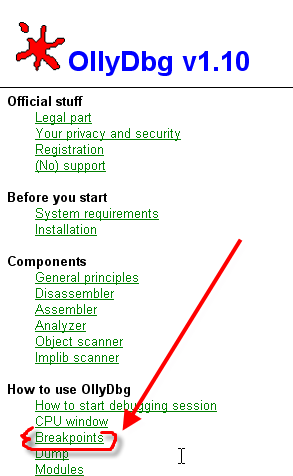 OllyDbg v1.10
Official stuff
Legal part
Your privacy and security
Registration
(No) support
Before you start
System requirements
Installation
Components
General principles
Disassembler
Assembler
Analyzer
Object scanner
Implib scanner
How to use OllyDbg
How to start debugging session
CPU window
Breakpoints
Dump
Modules